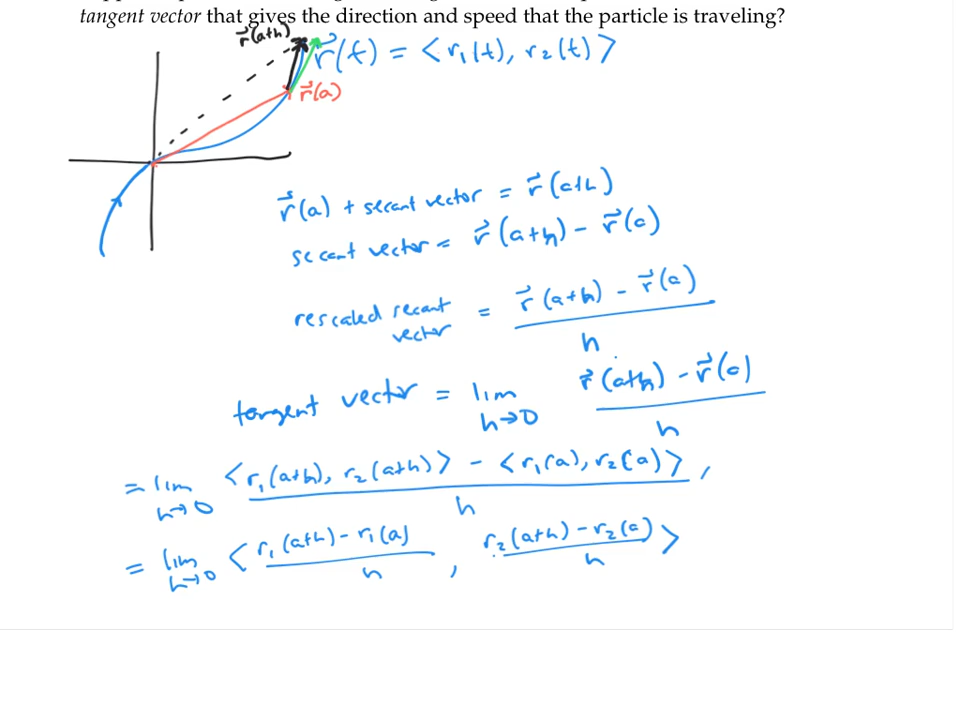 tangent vector that gives the direction and speed that the particle is traveling?
r⃗(a+h)
r⃗(t) = <r₁(t), r₂(t)>
r⃗(a)
r⃗(a) + secant vector = r⃗(a+h)
secant vector = r⃗(a+h) - r⃗(a)
rescaled secant vector = (r⃗(a+h) - r⃗(a)) / h
tangent vector = lim h→0 (r⃗(a+h) - r⃗(a)) / h
= lim h→0 (<r₁(a+h), r₂(a+h)> - <r₁(a), r₂(a)>) / h ,
= lim h→0 <(r₁(a+h) - r₁(a)) / h , (r₂(a+h) - r₂(a)) / h>